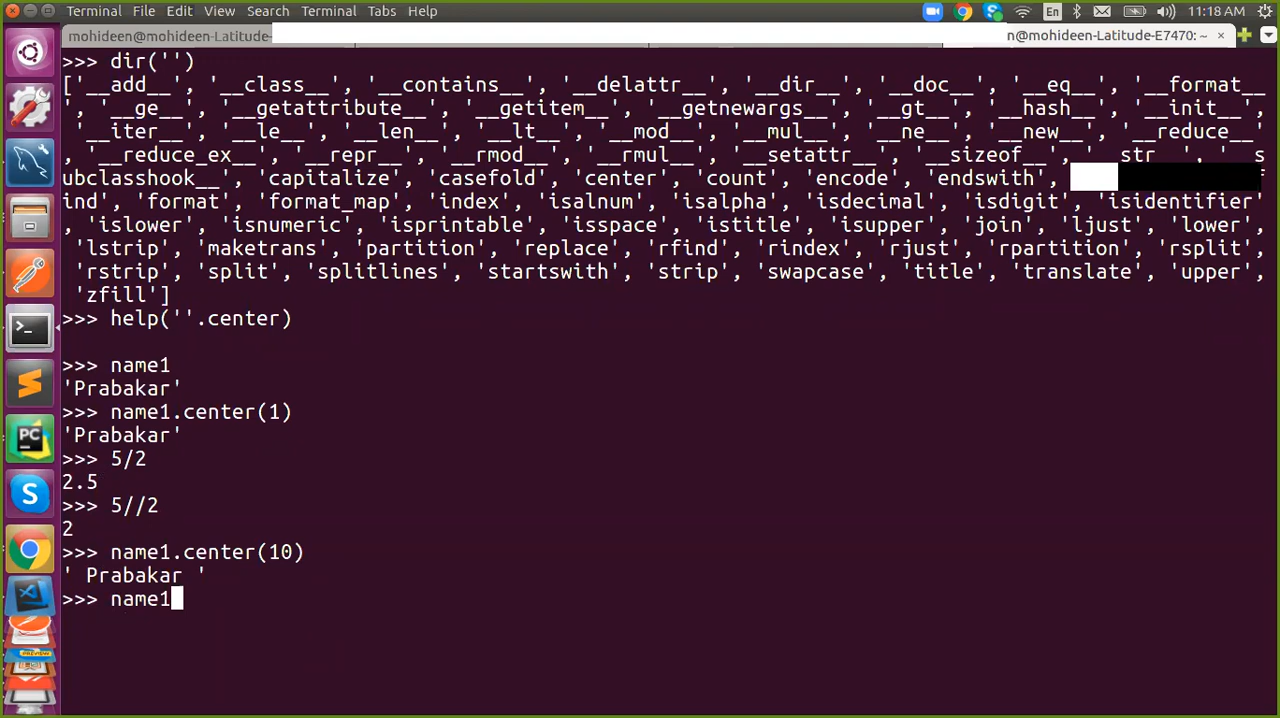 Terminal File Edit View Search Terminal Tabs Help En 11:18 AM
mohideen@mohideen-Latitude- n@mohideen-Latitude-E7470: ~ ×
>>> dir('')
['__add__', '__class__', '__contains__', '__delattr__', '__dir__', '__doc__', '__eq__', '__format__
', '__ge__', '__getattribute__', '__getitem__', '__getnewargs__', '__gt__', '__hash__', '__init__',
'__iter__', '__le__', '__len__', '__lt__', '__mod__', '__mul__', '__ne__', '__new__', '__reduce__'
, '__reduce_ex__', '__repr__', '__rmod__', '__rmul__', '__setattr__', '__sizeof__', '__str__', '__s
ubclasshook__', 'capitalize', 'casefold', 'center', 'count', 'encode', 'endswith', f
ind', 'format', 'format_map', 'index', 'isalnum', 'isalpha', 'isdecimal', 'isdigit', 'isidentifier'
, 'islower', 'isnumeric', 'isprintable', 'isspace', 'istitle', 'isupper', 'join', 'ljust', 'lower',
'lstrip', 'maketrans', 'partition', 'replace', 'rfind', 'rindex', 'rjust', 'rpartition', 'rsplit',
'rstrip', 'split', 'splitlines', 'startswith', 'strip', 'swapcase', 'title', 'translate', 'upper',
'zfill']
>>> help(''.center)
>>> name1
'Prabakar'
>>> name1.center(1)
'Prabakar'
>>> 5/2
2.5
>>> 5//2
2
>>> name1.center(10)
' Prabakar '
>>> name1